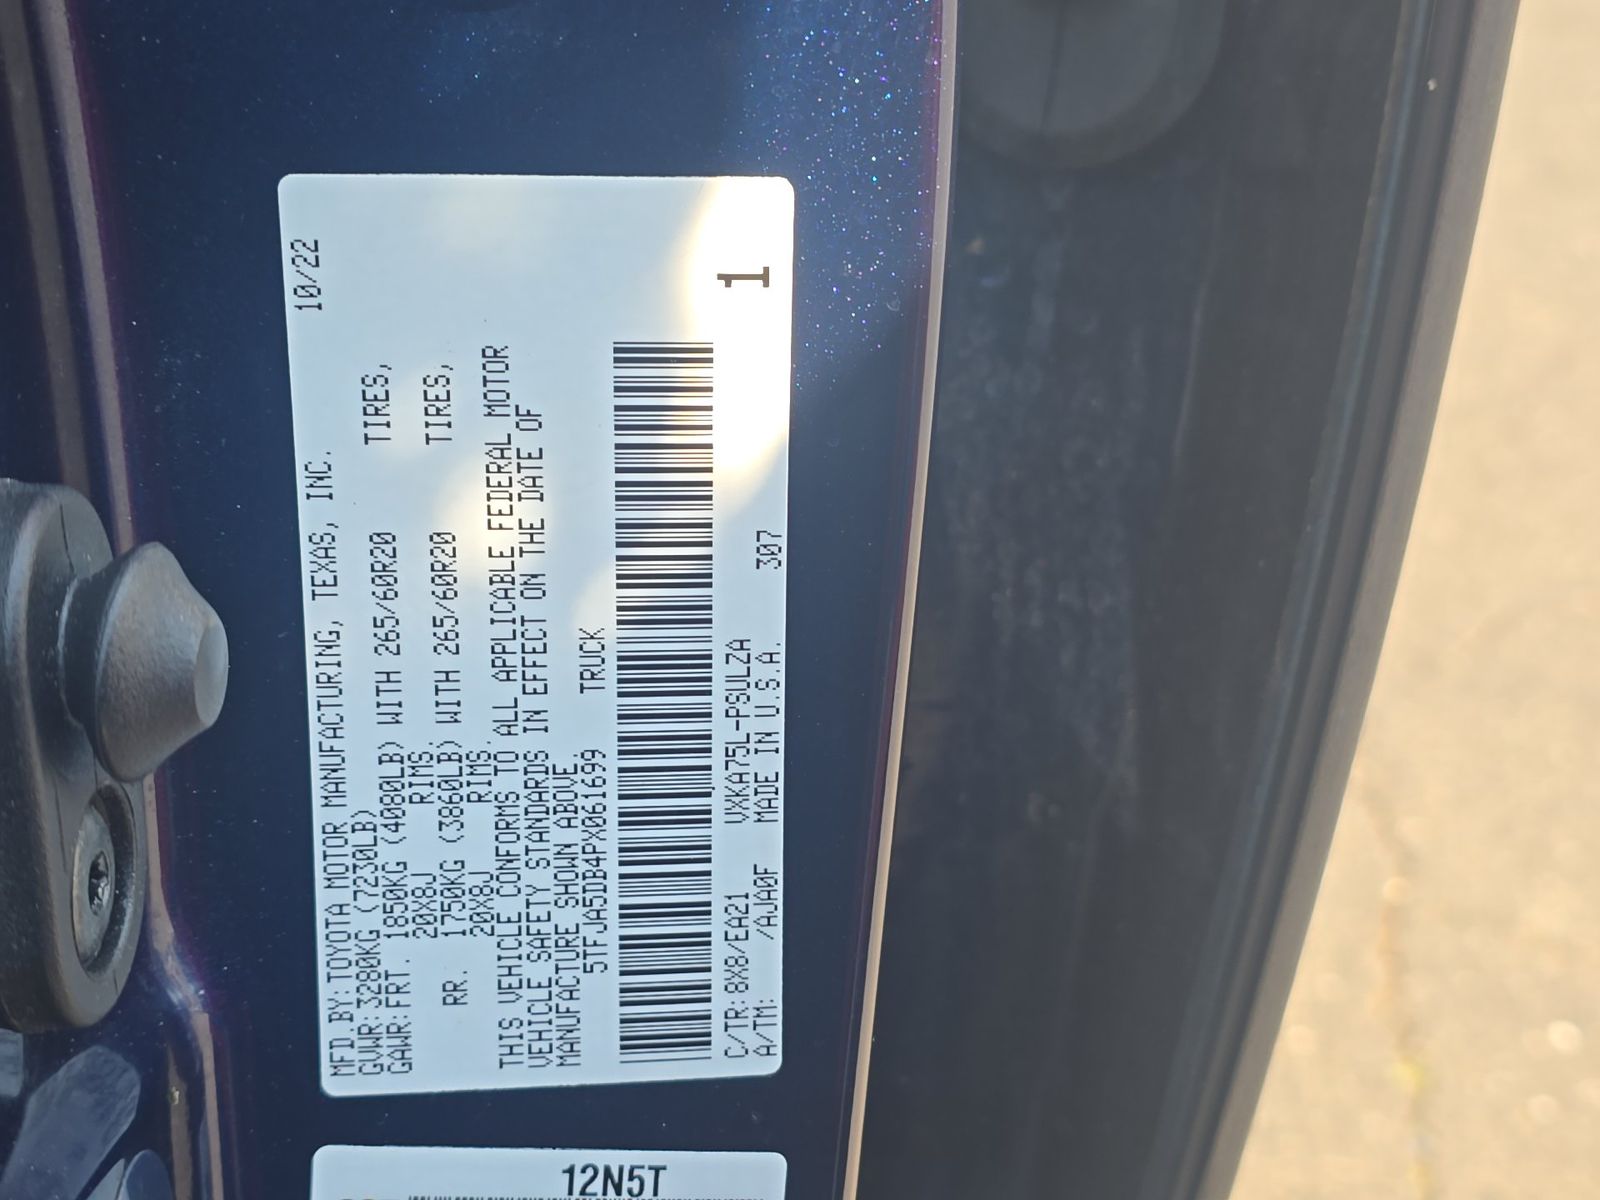 MFD.BY:TOYOTA MOTOR MANUFACTURING, TEXAS, INC. 10/22
GVWR:3280KG (7230LB)
GAWR:FRT. 1850KG (4080LB) WITH 265/60R20 TIRES,
20X8J RIMS.
RR. 1750KG (3860LB) WITH 265/60R20 TIRES,
20X8J RIMS.
THIS VEHICLE CONFORMS TO ALL APPLICABLE FEDERAL MOTOR
VEHICLE SAFETY STANDARDS IN EFFECT ON THE DATE OF
MANUFACTURE SHOWN ABOVE.
5TFJA5DB4PX061699 TRUCK
C/TR:8X8/EA21 VXKA75L-PSULZA 1
A/TM: /AJA0F MADE IN U.S.A. 307
12N5T